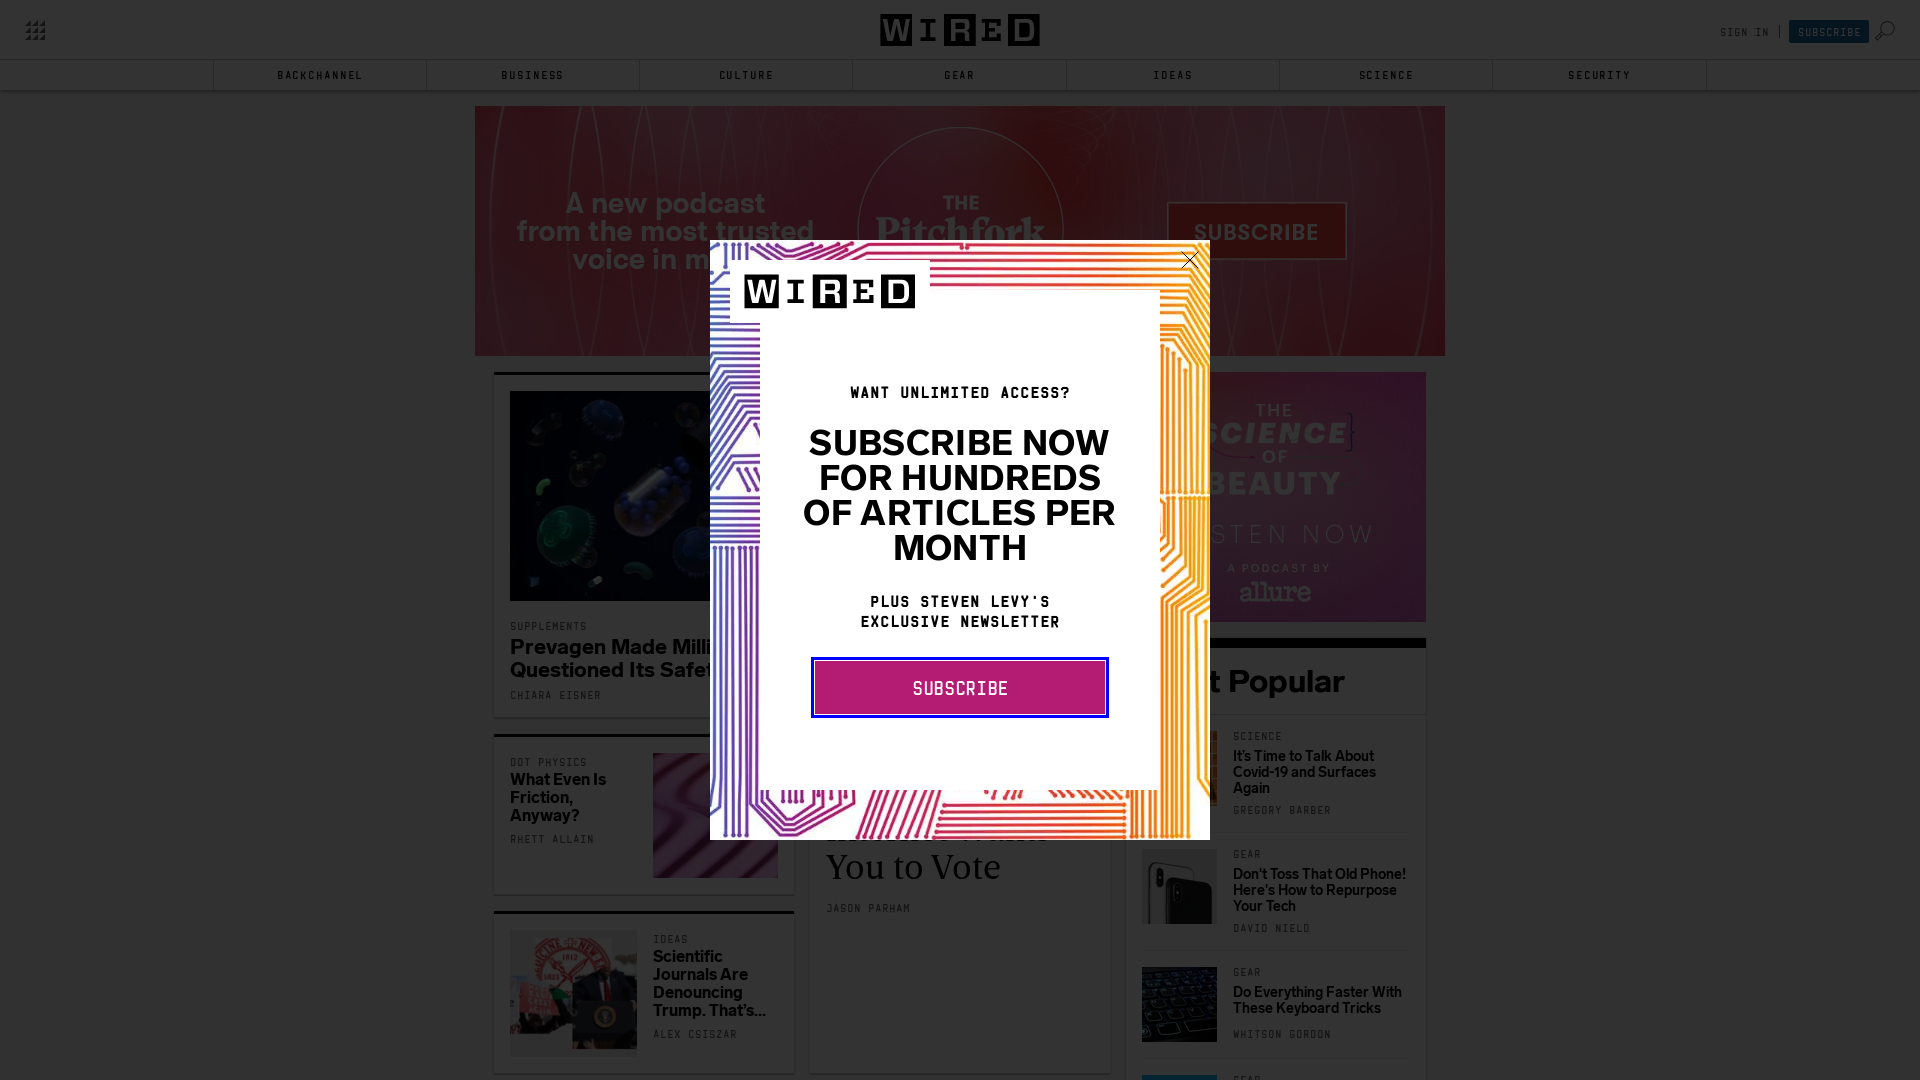 WIRED
SIGN IN
SUBSCRIBE
BACKCHANNEL
BUSINESS
CULTURE
GEAR
IDEAS
SCIENCE
SECURITY
A new podcast
from the most trusted
voice in m
THE
Pitchfork
SUBSCRIBE
WIRED
WANT UNLIMITED ACCESS?
SUBSCRIBE NOW
FOR HUNDREDS
OF ARTICLES PER
MONTH
PLUS STEVEN LEVY'S
EXCLUSIVE NEWSLETTER
SUBSCRIBE
SUPPLEMENTS
Prevagen Made Milli
Questioned Its Safet
CHIARA EISNER
DOT PHYSICS
What Even Is
Friction,
Anyway?
RHETT ALLAIN
IDEAS
Scientific
Journals Are
Denouncing
Trump. That's...
ALEX CSISZAR
You to Vote
JASON PARHAM
THE
SCIENCE
OF
BEAUTY
STEN NOW
A PODCAST BY
allure
t Popular
SCIENCE
It's Time to Talk About
Covid-19 and Surfaces
Again
GREGORY BARBER
GEAR
Don't Toss That Old Phone!
Here's How to Repurpose
Your Tech
DAVID NIELD
GEAR
Do Everything Faster With
These Keyboard Tricks
WHITSON GORDON
GEAR